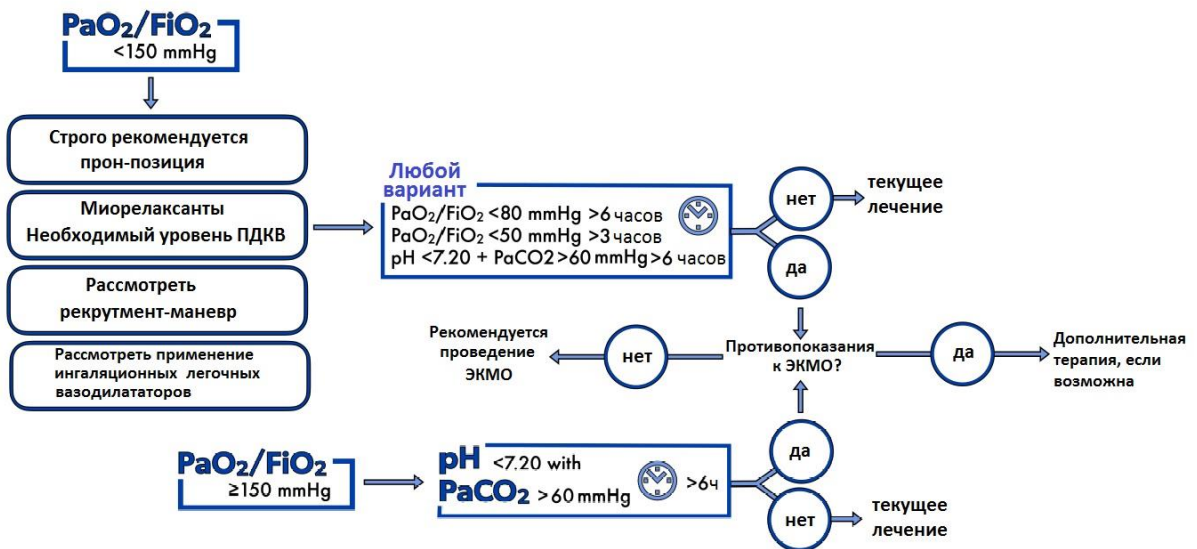 PaO₂/FiO₂
<150 mmHg
Строго рекомендуется
прон-позиция
Миорелаксанты
Необходимый уровень ПДКВ
Рассмотреть
рекрутмент-маневр
Рассмотреть применение
ингаляционных легочных
вазодилататоров
Любой
вариант
PaO₂/FiO₂ <80 mmHg >6 часов
PaO₂/FiO₂ <50 mmHg >3 часов
pH <7.20 + PaCO2 >60 mmHg >6 часов
нет
текущее
лечение
да
Рекомендуется
проведение
ЭКМО
нет
Противопоказания
к ЭКМО?
да
Дополнительная
терапия, если
возможна
PaO₂/FiO₂
≥150 mmHg
pH <7.20 with
PaCO₂ >60 mmHg
>6ч
да
нет
текущее
лечение